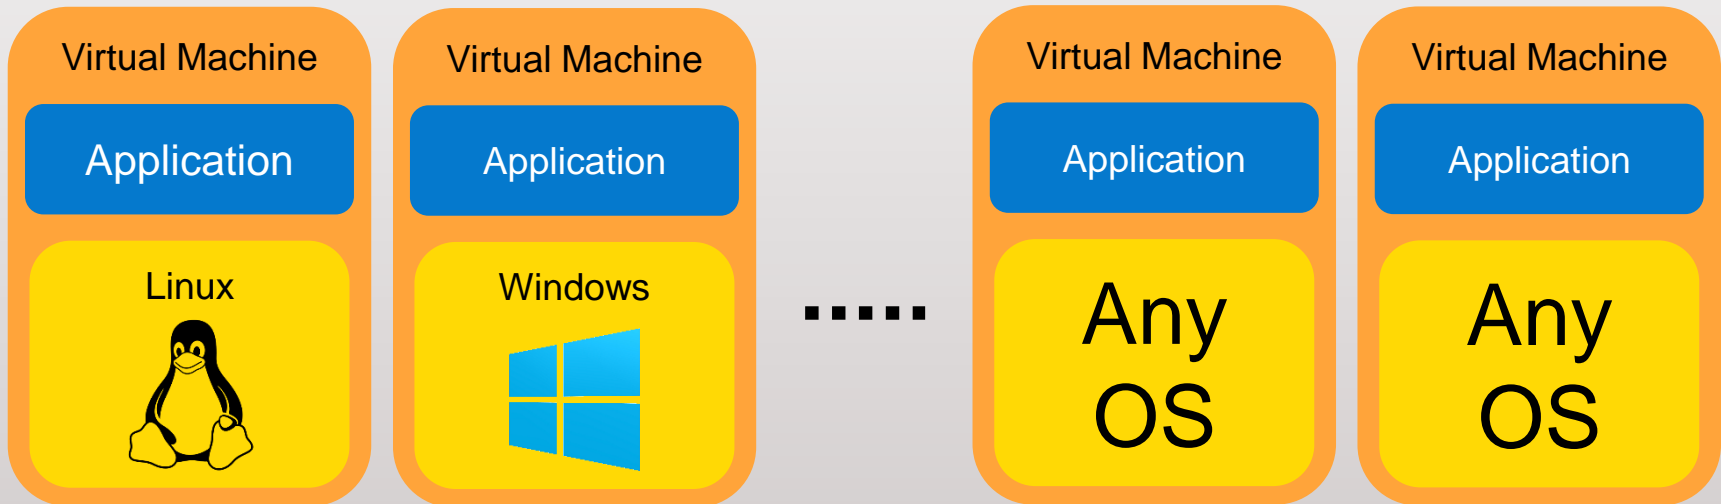 Virtual Machine
Application
Linux
Virtual Machine
Application
Windows
.....
Virtual Machine
Application
Any
OS
Virtual Machine
Application
Any
OS